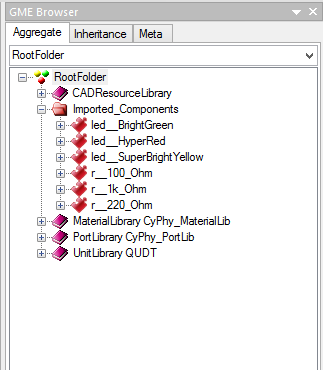 GME Browser
Aggregate Inheritance Meta
RootFolder
RootFolder
CADResourceLibrary
Imported_Components
led__BrightGreen
led__HyperRed
led__SuperBrightYellow
r__100_Ohm
r__1k_Ohm
r__220_Ohm
MaterialLibrary CyPhy_MaterialLib
PortLibrary CyPhy_PortLib
UnitLibrary QUDT